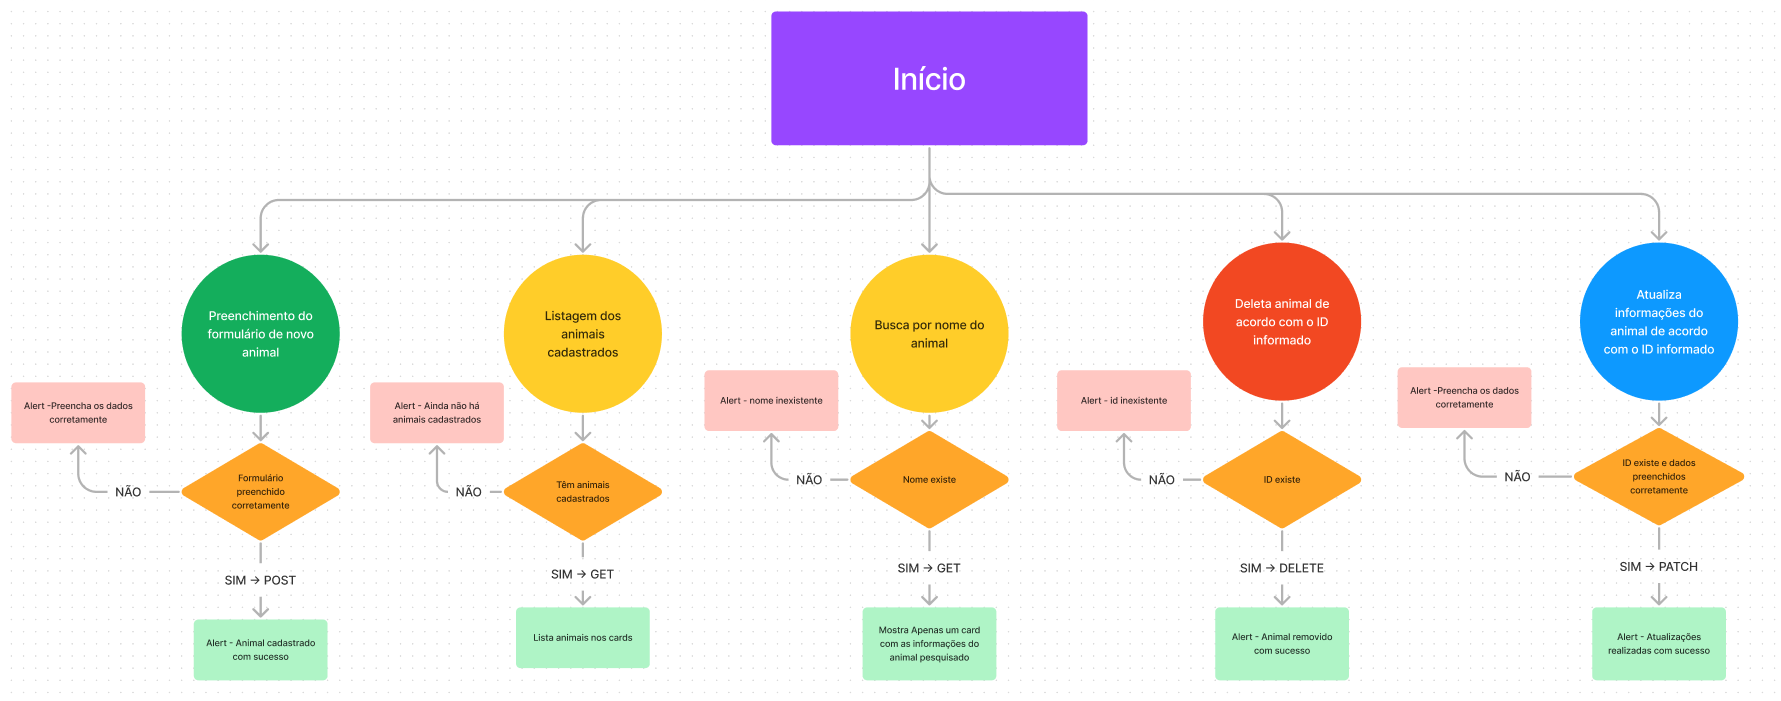 Início
Preenchimento do
formulário de novo
animal
Alert -Preencha os dados
corretamente
NÃO
Formulário
preenchido
corretamente
SIM → POST
Alert - Animal cadastrado
com sucesso
Listagem dos
animais
cadastrados
Alert - Ainda não há
animais cadastrados
NÃO
Têm animais
cadastrados
SIM → GET
Lista animais nos cards
Busca por nome do
animal
Alert - nome inexistente
NÃO
Nome existe
SIM → GET
Mostra Apenas um card
com as informações do
animal pesquisado
Deleta animal de
acordo com o ID
informado
Alert - id inexistente
NÃO
ID existe
SIM → DELETE
Alert - Animal removido
com sucesso
Atualiza
informações do
animal de acordo
com o ID informado
Alert -Preencha os dados
corretamente
NÃO
ID existe e dados
preenchidos
corretamente
SIM → PATCH
Alert - Atualizações
realizadas com sucesso